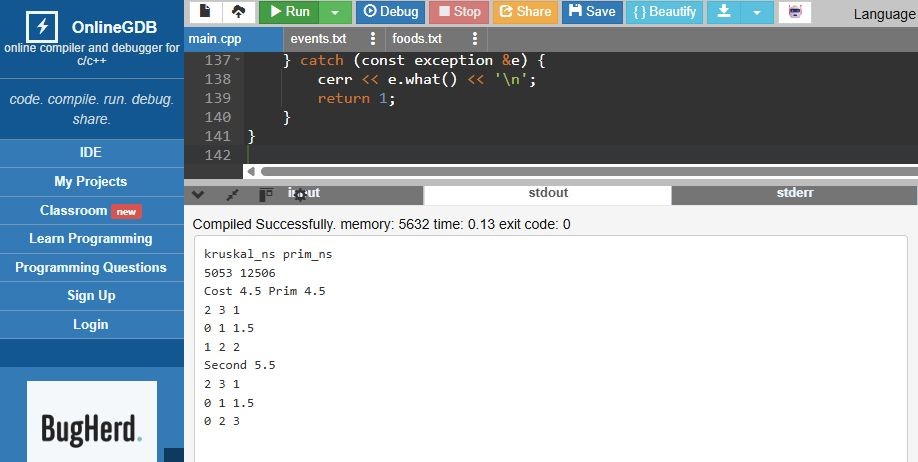 OnlineGDB
online compiler and debugger for
c/c++
code. compile. run. debug.
share.
IDE
My Projects
Classroom new
Learn Programming
Programming Questions
Sign Up
Login
BugHerd.
Run Debug Stop Share Save { } Beautify Language
main.cpp events.txt foods.txt
137 } catch (const exception &e) {
138 cerr << e.what() << '\n';
139 return 1;
140 }
141 }
142
input stdout stderr
Compiled Successfully. memory: 5632 time: 0.13 exit code: 0
kruskal_ns prim_ns
5053 12506
Cost 4.5 Prim 4.5
2 3 1
0 1 1.5
1 2 2
Second 5.5
2 3 1
0 1 1.5
0 2 3